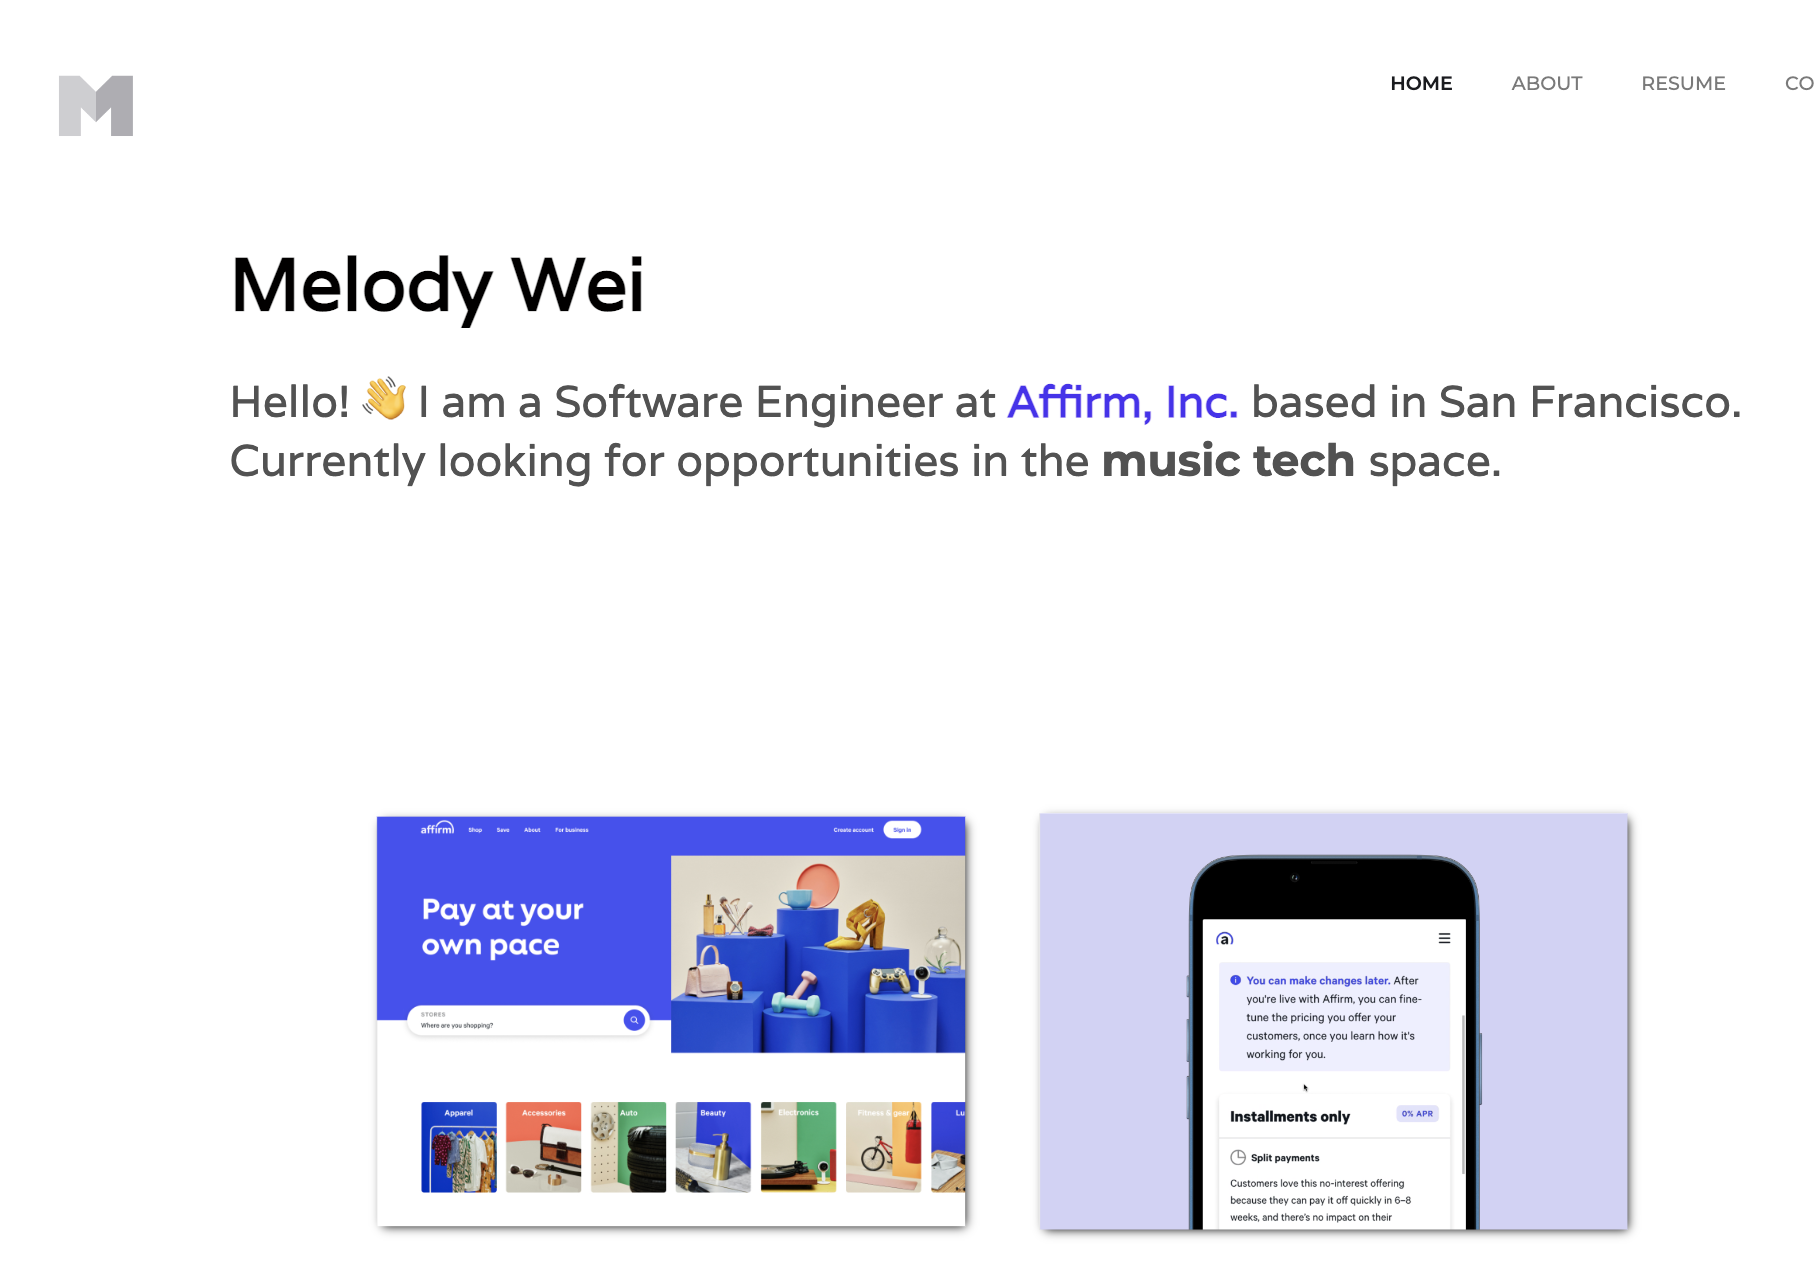 M
HOME ABOUT RESUME CO
Melody Wei
Hello! 👋 I am a Software Engineer at Affirm, Inc. based in San Francisco.
Currently looking for opportunities in the music tech space.
affirm Shop Save About For business Create account Sign in
Pay at your
own pace
STORES
Where are you shopping?
Apparel Accessories Auto Beauty Electronics Fitness & gear Lu
a
You can make changes later. After
you're live with Affirm, you can fine-
tune the pricing you offer your
customers, once you learn how it's
working for you.
Installments only 0% APR
Split payments
Customers love this no-interest offering
because they can pay it off quickly in 6–8
weeks, and there's no impact on their